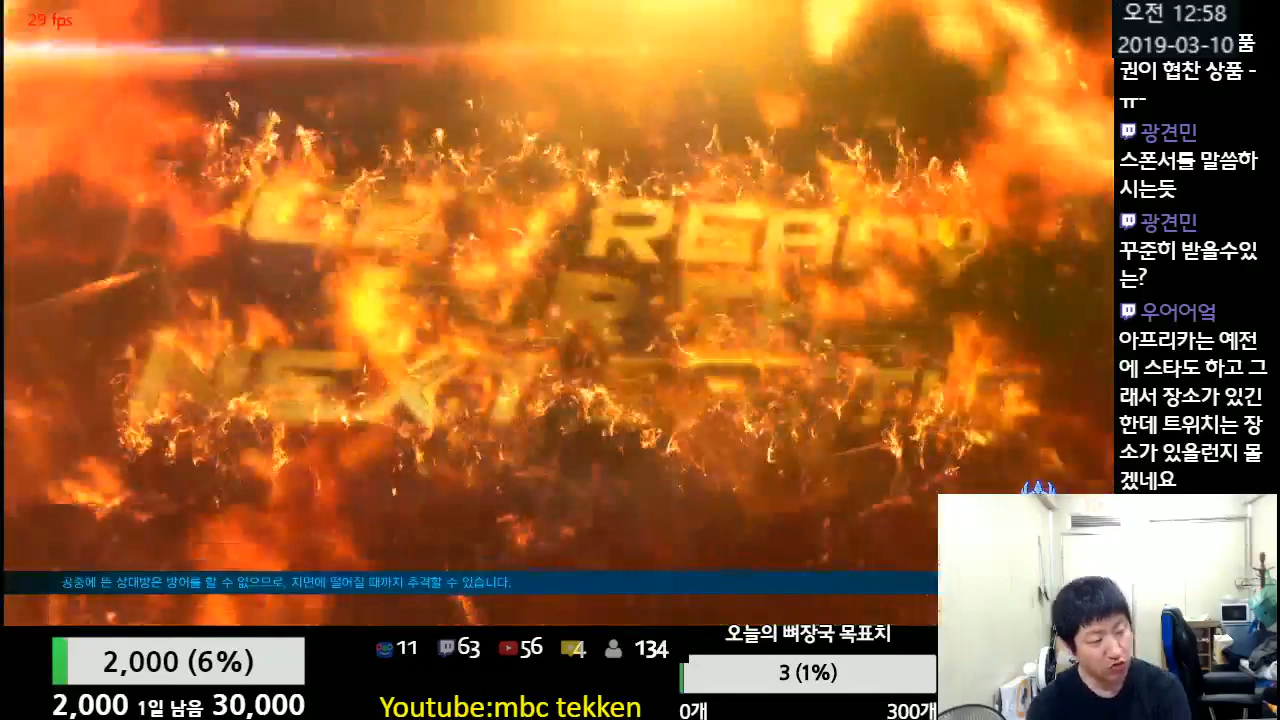 29 fps
오전 12:58
2019-03-10 품
권이 협찬 상품 -
ㅠ-
광견민
스폰서를 말씀하
시는듯
광견민
꾸준히 받을수있
는?
우어어엌
아프리카는 예전
에 스타도 하고 그
래서 장소가 있긴
한데 트위치는 장
소가 있을런지 몰
겠네요
READY
NEXT BATTLE
공중에 뜬 상대방은 방어를 할 수 없으므로, 지면에 떨어질 때까지 추격할 수 있습니다.
2,000 (6%)
2,000 1일 남음 30,000
11 63 56 4 134
Youtube:mbc tekken
오늘의 뼈장국 목표치
3 (1%)
0개 300개